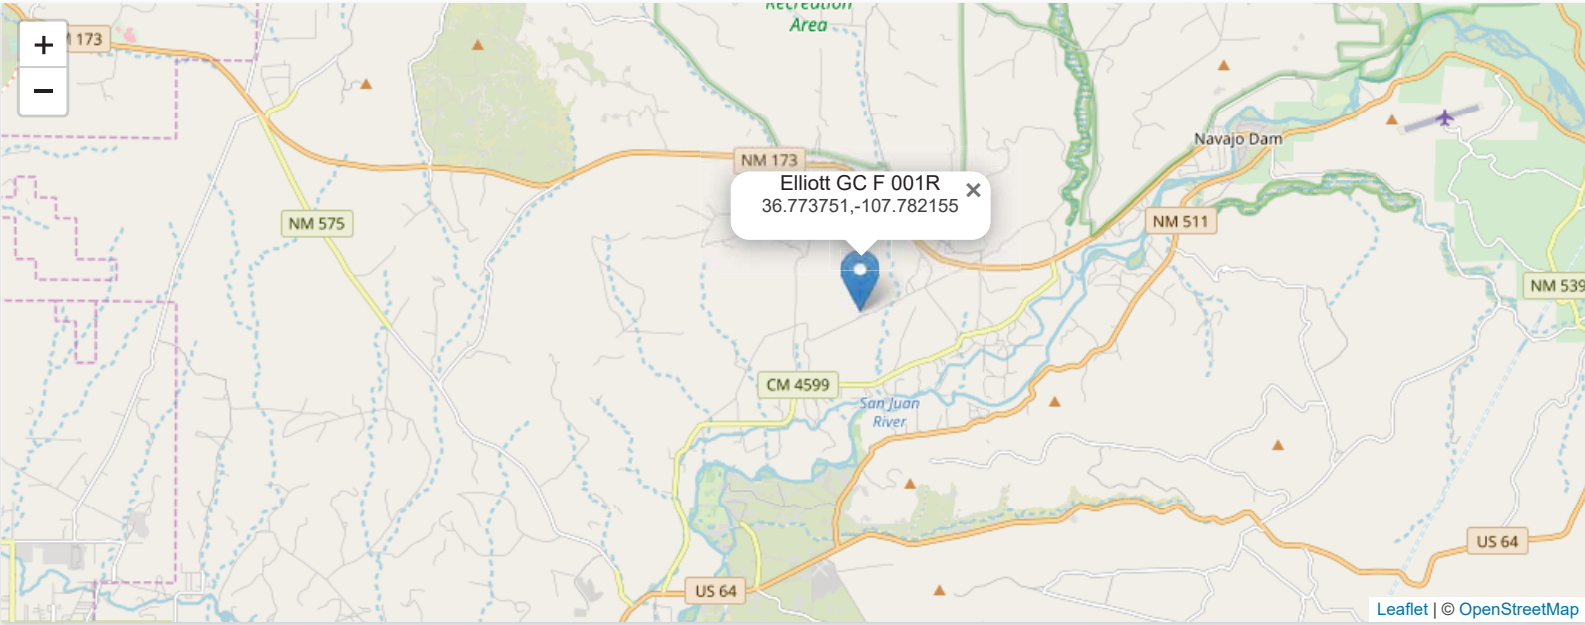 Recreation
Area
+
173
−
NM 173
Navajo Dam
Elliott GC F 001R ×
36.773751,-107.782155
NM 575
NM 511
NM 539
CM 4599
San Juan
River
US 64
US 64
Leaflet | © OpenStreetMap